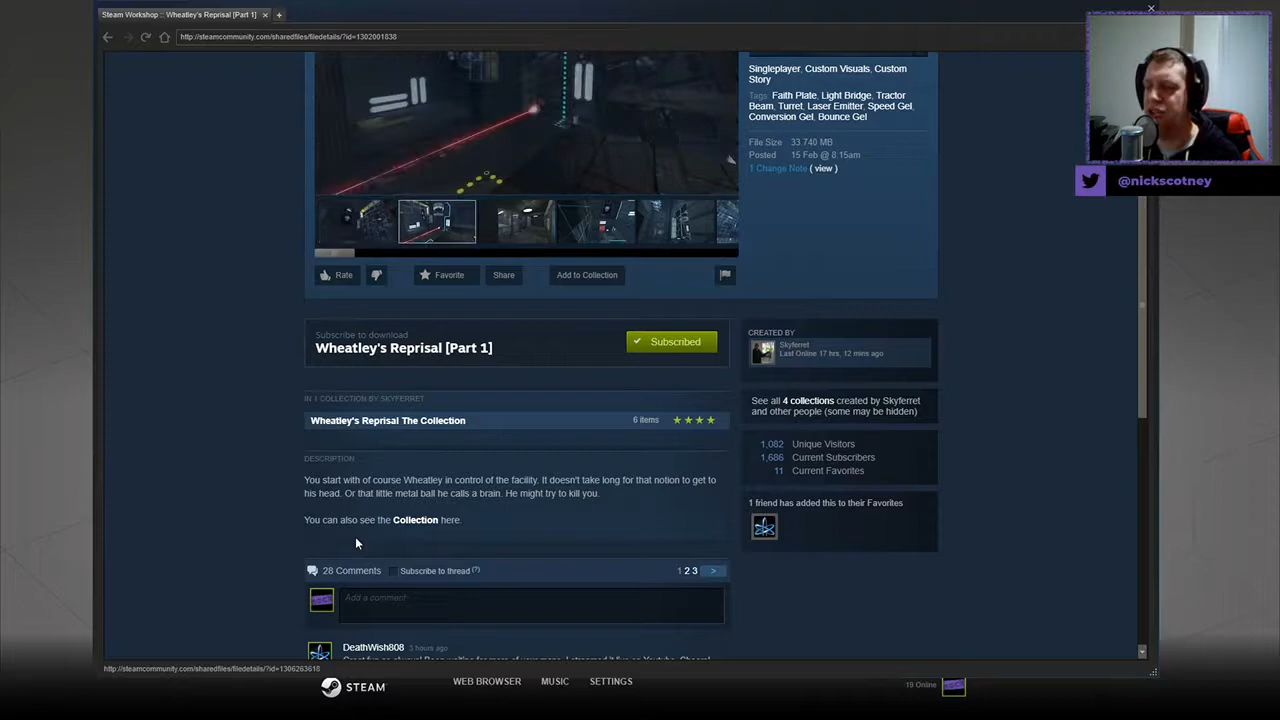 Steam Workshop :: Wheatley's Reprisal [Part 1]
http://steamcommunity.com/sharedfiles/filedetails/?id=1302001838
Singleplayer, Custom Visuals, Custom
Story
Tags: Faith Plate, Light Bridge, Tractor
Beam, Turret, Laser Emitter, Speed Gel,
Conversion Gel, Bounce Gel
File Size 33.740 MB
Posted 15 Feb @ 8:15am
1 Change Note ( view )
@nickscotney
Rate
Favorite
Share
Add to Collection
Subscribe to download
Wheatley's Reprisal [Part 1]
Subscribed
CREATED BY
Skyferret
Last Online 17 hrs, 12 mins ago
IN 1 COLLECTION BY SKYFERRET
Wheatley's Reprisal The Collection
6 items
See all 4 collections created by Skyferret
and other people (some may be hidden)
1,082 Unique Visitors
1,686 Current Subscribers
11 Current Favorites
DESCRIPTION
You start with of course Wheatley in control of the facility. It doesn't take long for that notion to get to
his head. Or that little metal ball he calls a brain. He might try to kill you.
You can also see the Collection here.
1 friend has added this to their Favorites
28 Comments
Subscribe to thread (?)
1 2 3 >
Add a comment
DeathWish808 3 hours ago
http://steamcommunity.com/sharedfiles/filedetails/?id=1306263618
STEAM
WEB BROWSER
MUSIC
SETTINGS
19 Online